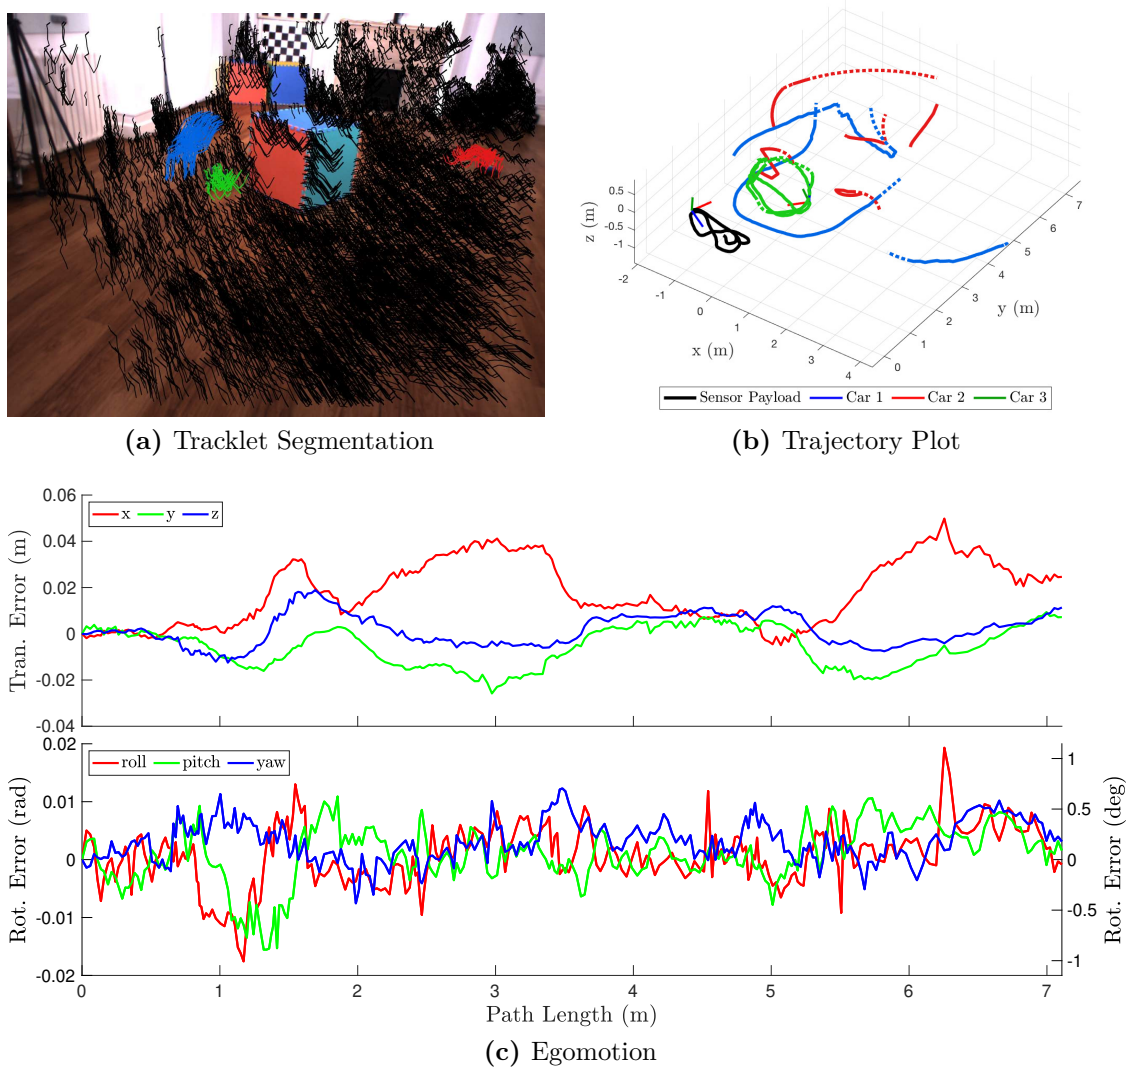 0.5
0
-0.5
-1
z (m)
-2
-1
0
1
2
3
4
x (m)
0
1
2
3
4
5
6
7
y (m)
Sensor Payload Car 1 Car 2 Car 3
(a) Tracklet Segmentation
(b) Trajectory Plot
0.06
0.04
0.02
0
-0.02
-0.04
Tran. Error (m)
x y z
0.02
0.01
0
-0.01
-0.02
Rot. Error (rad)
roll pitch yaw
1
0.5
0
-0.5
-1
Rot. Error (deg)
0 1 2 3 4 5 6 7
Path Length (m)
(c) Egomotion